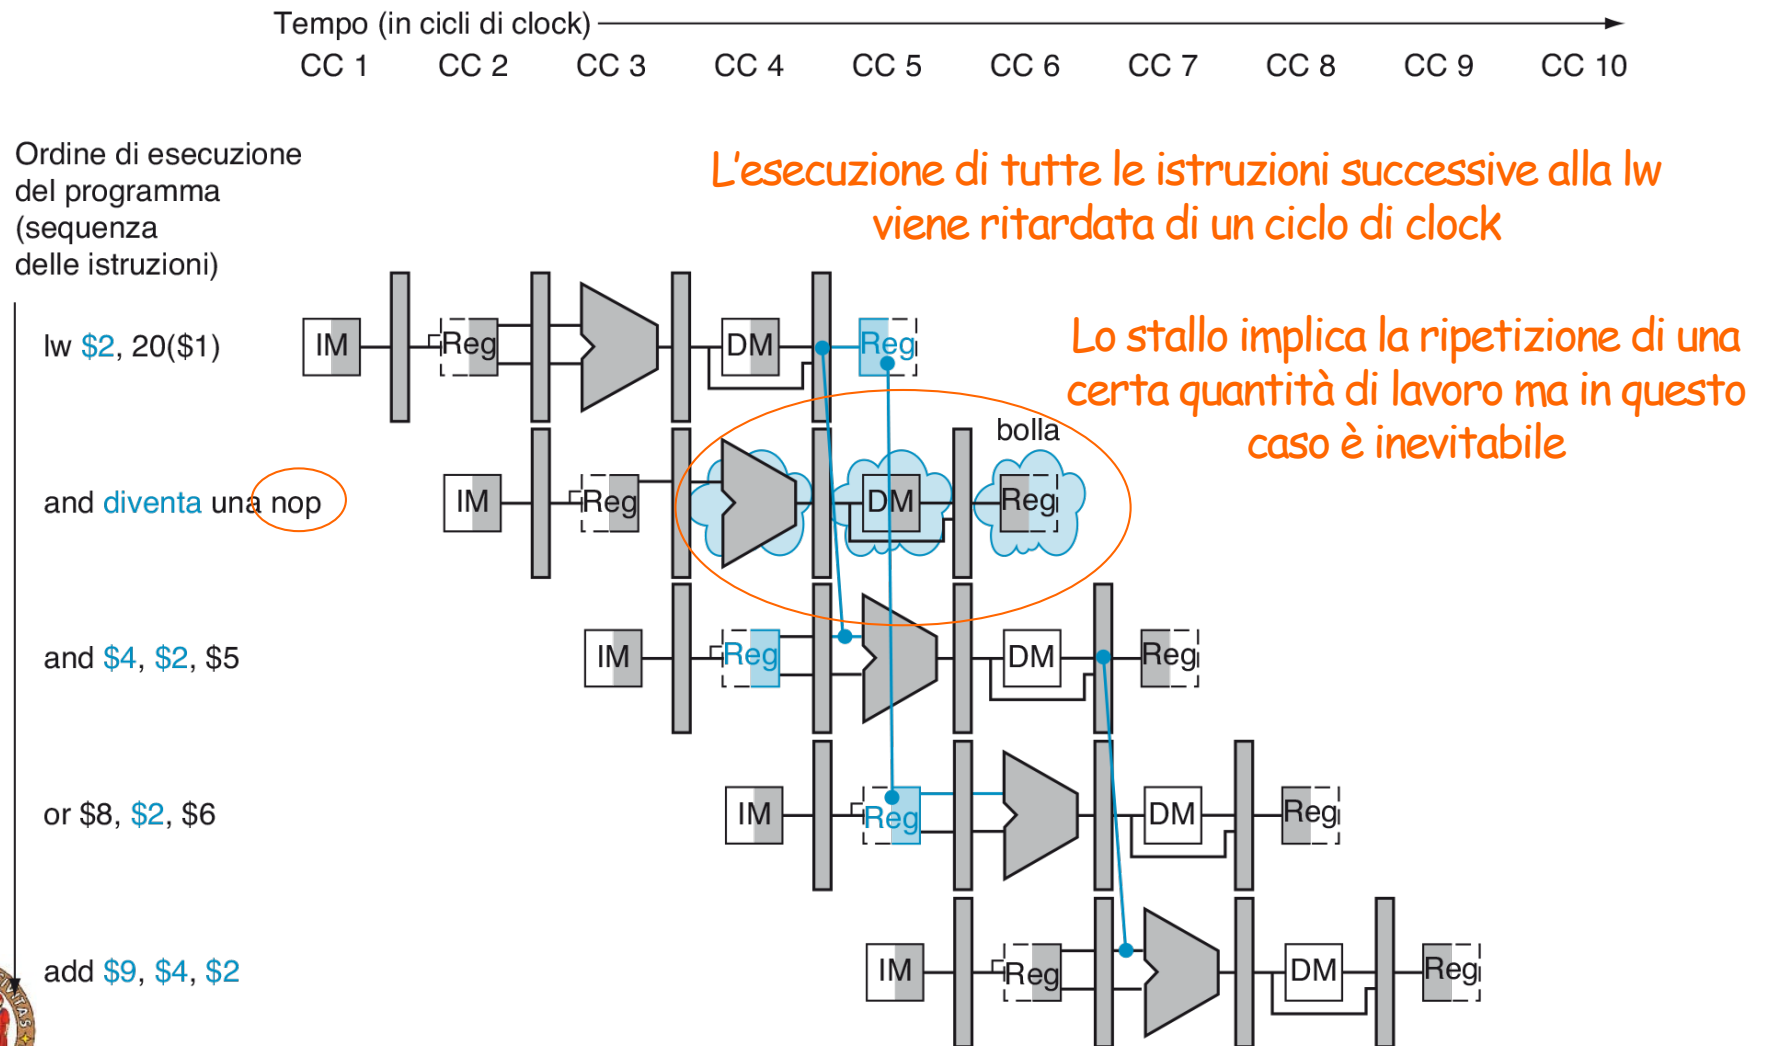 Tempo (in cicli di clock)
CC 1 CC 2 CC 3 CC 4 CC 5 CC 6 CC 7 CC 8 CC 9 CC 10
Ordine di esecuzione
del programma
(sequenza
delle istruzioni)
L'esecuzione di tutte le istruzioni successive alla lw
viene ritardata di un ciclo di clock
Lo stallo implica la ripetizione di una
certa quantità di lavoro ma in questo
caso è inevitabile
lw $2, 20($1)
IM Reg DM Reg
bolla
and diventa una nop
IM Reg DM Reg
and $4, $2, $5
IM Reg DM Reg
or $8, $2, $6
IM Reg DM Reg
add $9, $4, $2
IM Reg DM Reg